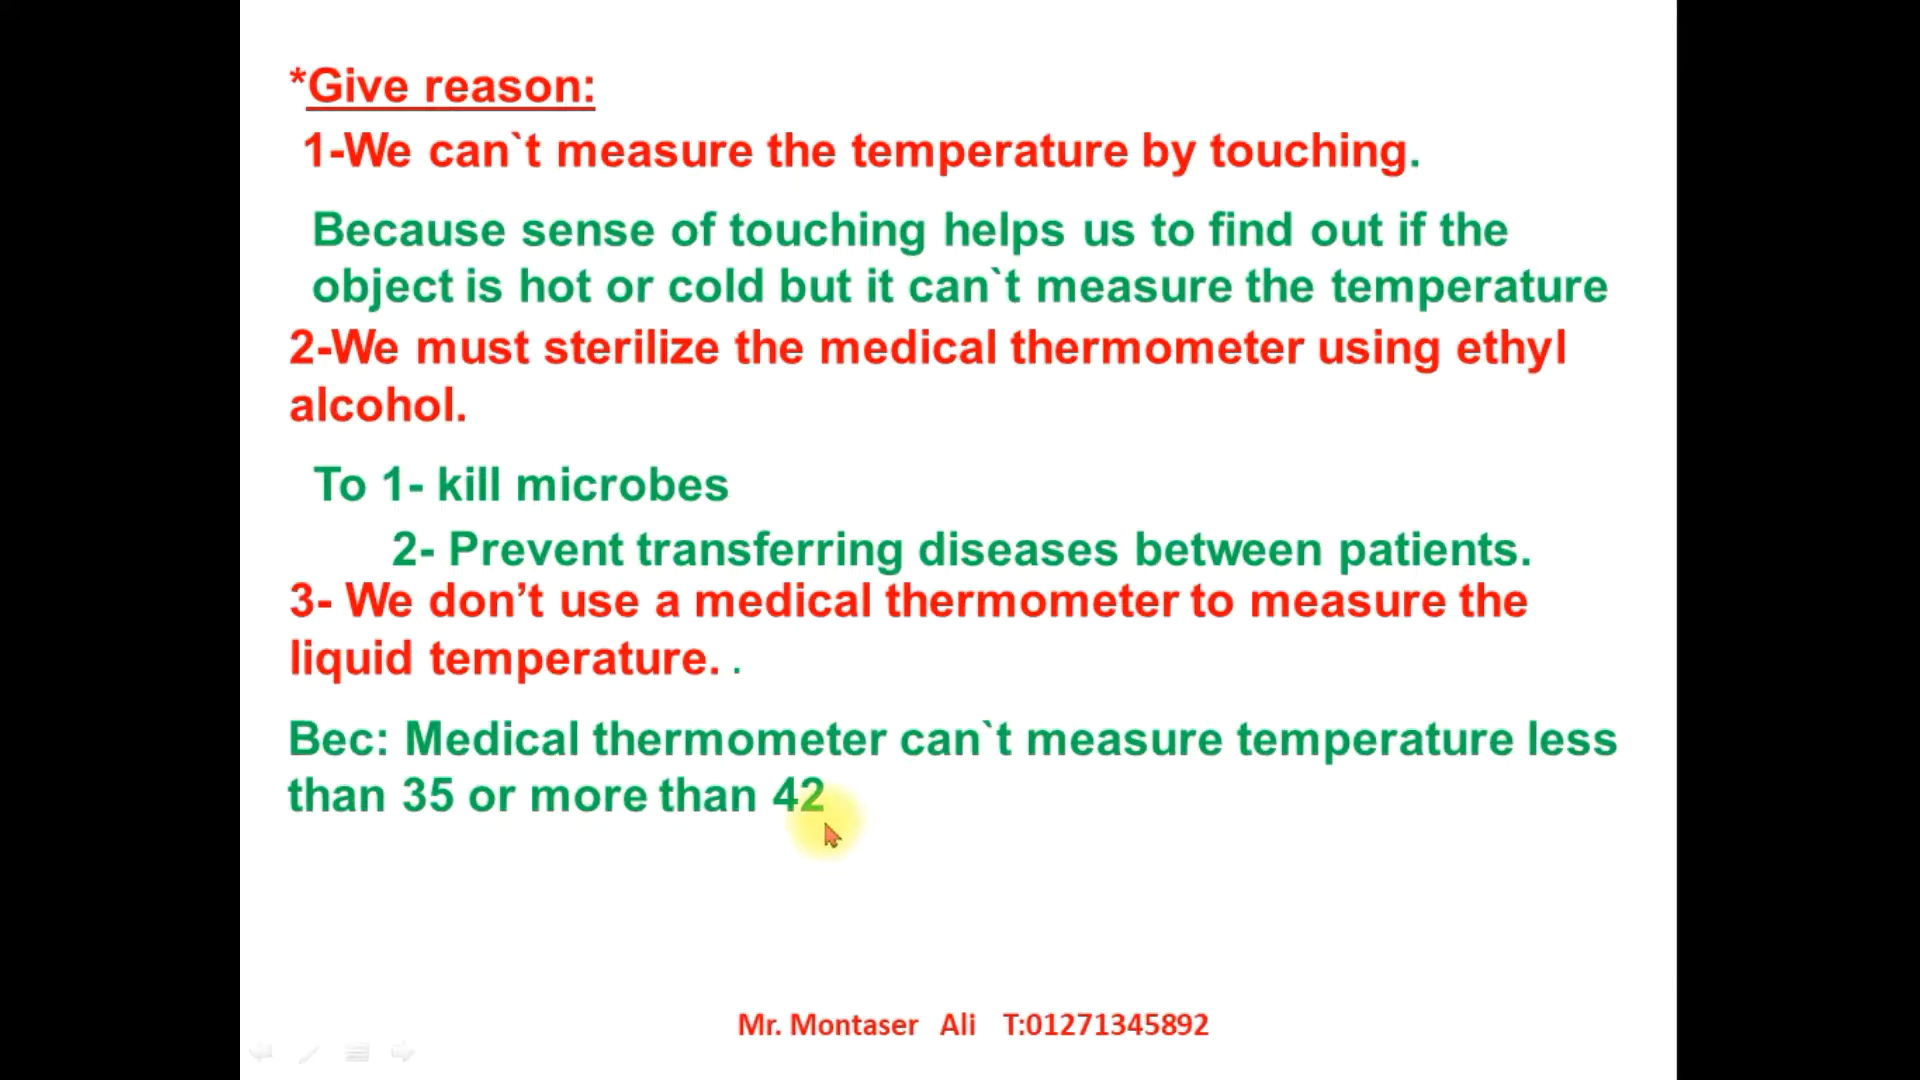 *Give reason:
1-We can`t measure the temperature by touching.
Because sense of touching helps us to find out if the
object is hot or cold but it can`t measure the temperature
2-We must sterilize the medical thermometer using ethyl
alcohol.
To 1- kill microbes
2- Prevent transferring diseases between patients.
3- We don’t use a medical thermometer to measure the
liquid temperature. .
Bec: Medical thermometer can`t measure temperature less
than 35 or more than 42
Mr. Montaser Ali T:01271345892